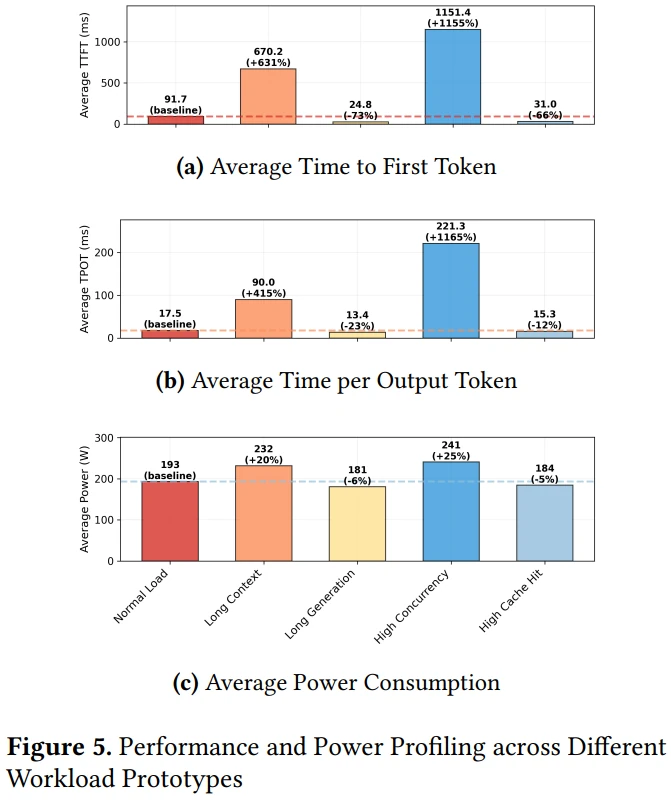 Average TTFT (ms)
1000
500
0
91.7
(baseline)
670.2
(+631%)
24.8
(-73%)
1151.4
(+1155%)
31.0
(-66%)
(a) Average Time to First Token
Average TPOT (ms)
200
100
0
17.5
(baseline)
90.0
(+415%)
13.4
(-23%)
221.3
(+1165%)
15.3
(-12%)
(b) Average Time per Output Token
Average Power (W)
300
200
100
0
193
(baseline)
232
(+20%)
181
(-6%)
241
(+25%)
184
(-5%)
Normal Load
Long Context
Long Generation
High Concurrency
High Cache Hit
(c) Average Power Consumption
Figure 5. Performance and Power Profiling across Different
Workload Prototypes